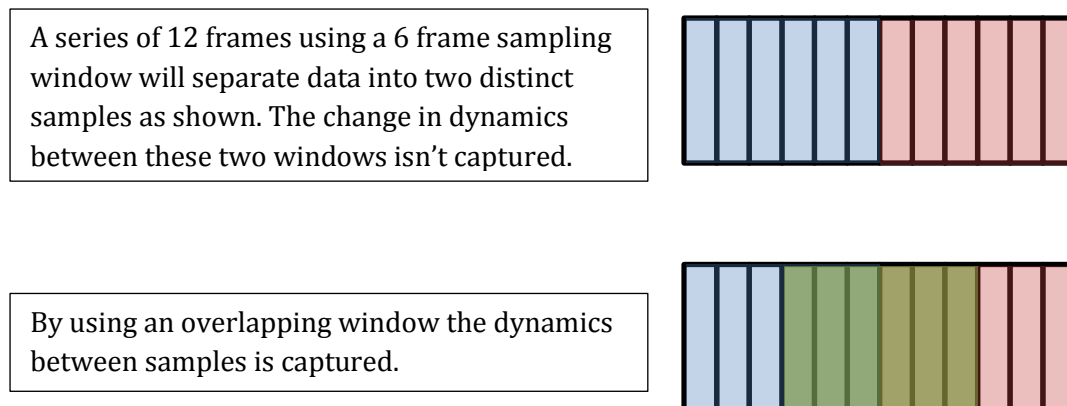 A series of 12 frames using a 6 frame sampling
window will separate data into two distinct
samples as shown. The change in dynamics
between these two windows isn’t captured.
By using an overlapping window the dynamics
between samples is captured.